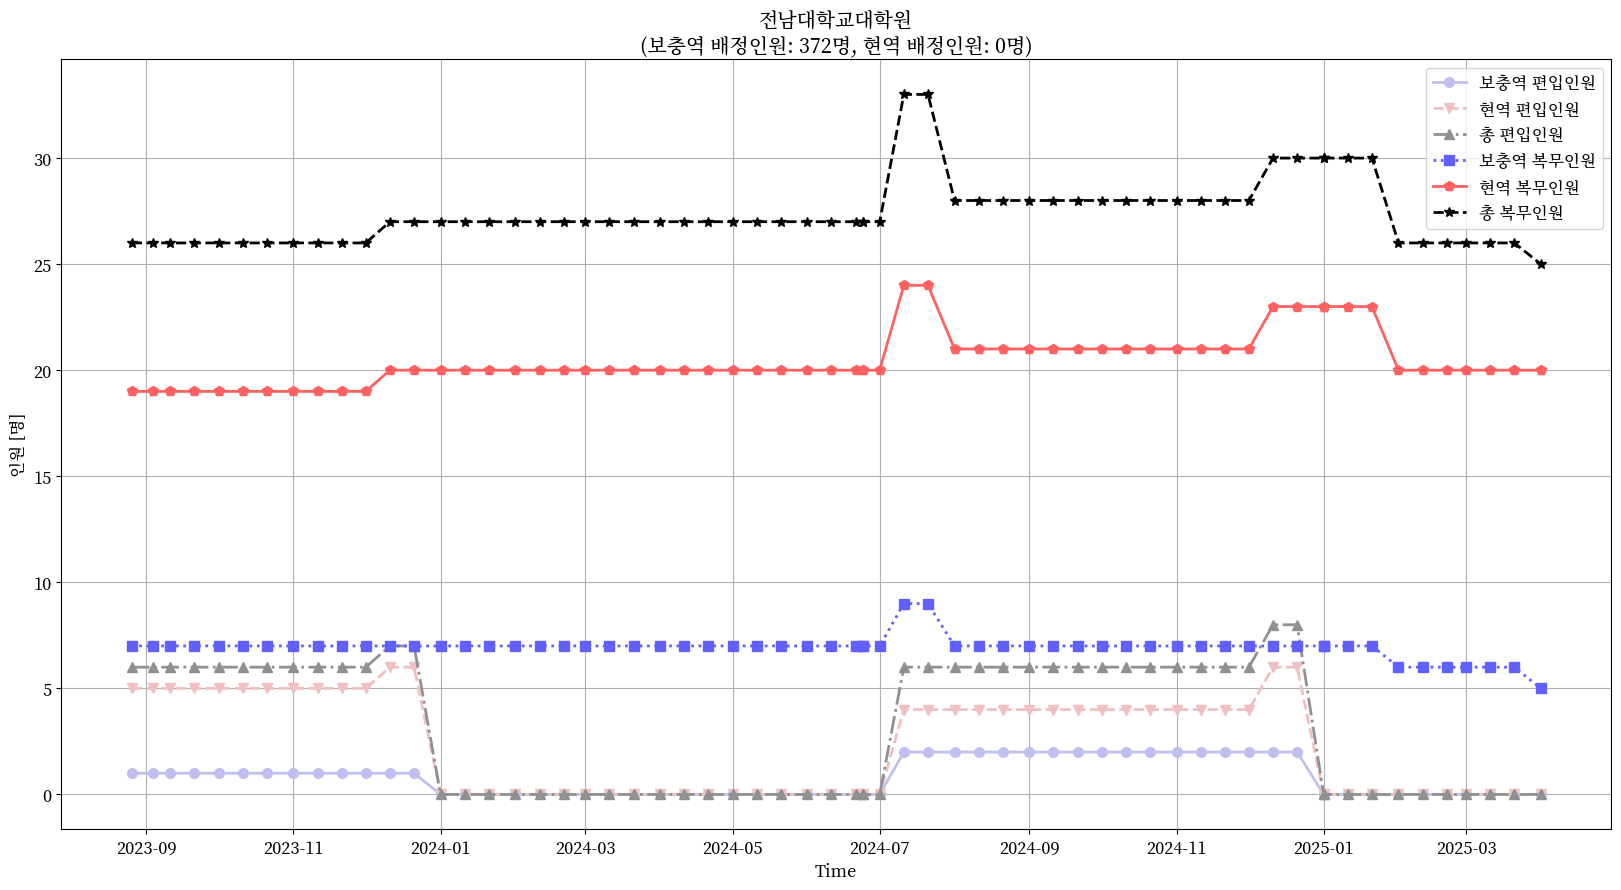 전남대학교대학원
(보충역 배정인원: 372명, 현역 배정인원: 0명)
보충역 편입인원
현역 편입인원
총 편입인원
보충역 복무인원
현역 복무인원
총 복무인원
인원 [명]
30
25
20
15
10
5
0
2023-09
2023-11
2024-01
2024-03
2024-05
2024-07
2024-09
2024-11
2025-01
2025-03
Time